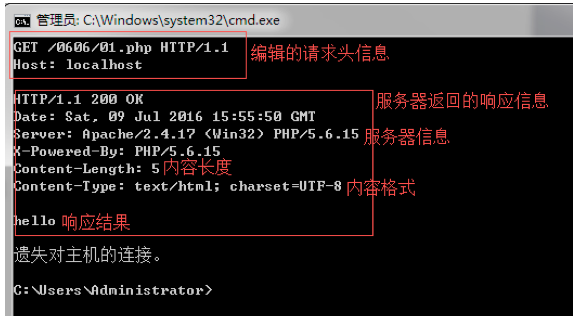 管理员: C:\Windows\system32\cmd.exe
GET /0606/01.php HTTP/1.1
Host: localhost
编辑的请求头信息
HTTP/1.1 200 OK
服务器返回的响应信息
Date: Sat, 09 Jul 2016 15:55:50 GMT
Server: Apache/2.4.17 (Win32) PHP/5.6.15 服务器信息
X-Powered-By: PHP/5.6.15
Content-Length: 5 内容长度
Content-Type: text/html; charset=UTF-8 内容格式
hello 响应结果
遗失对主机的连接。
C:\Users\Administrator>